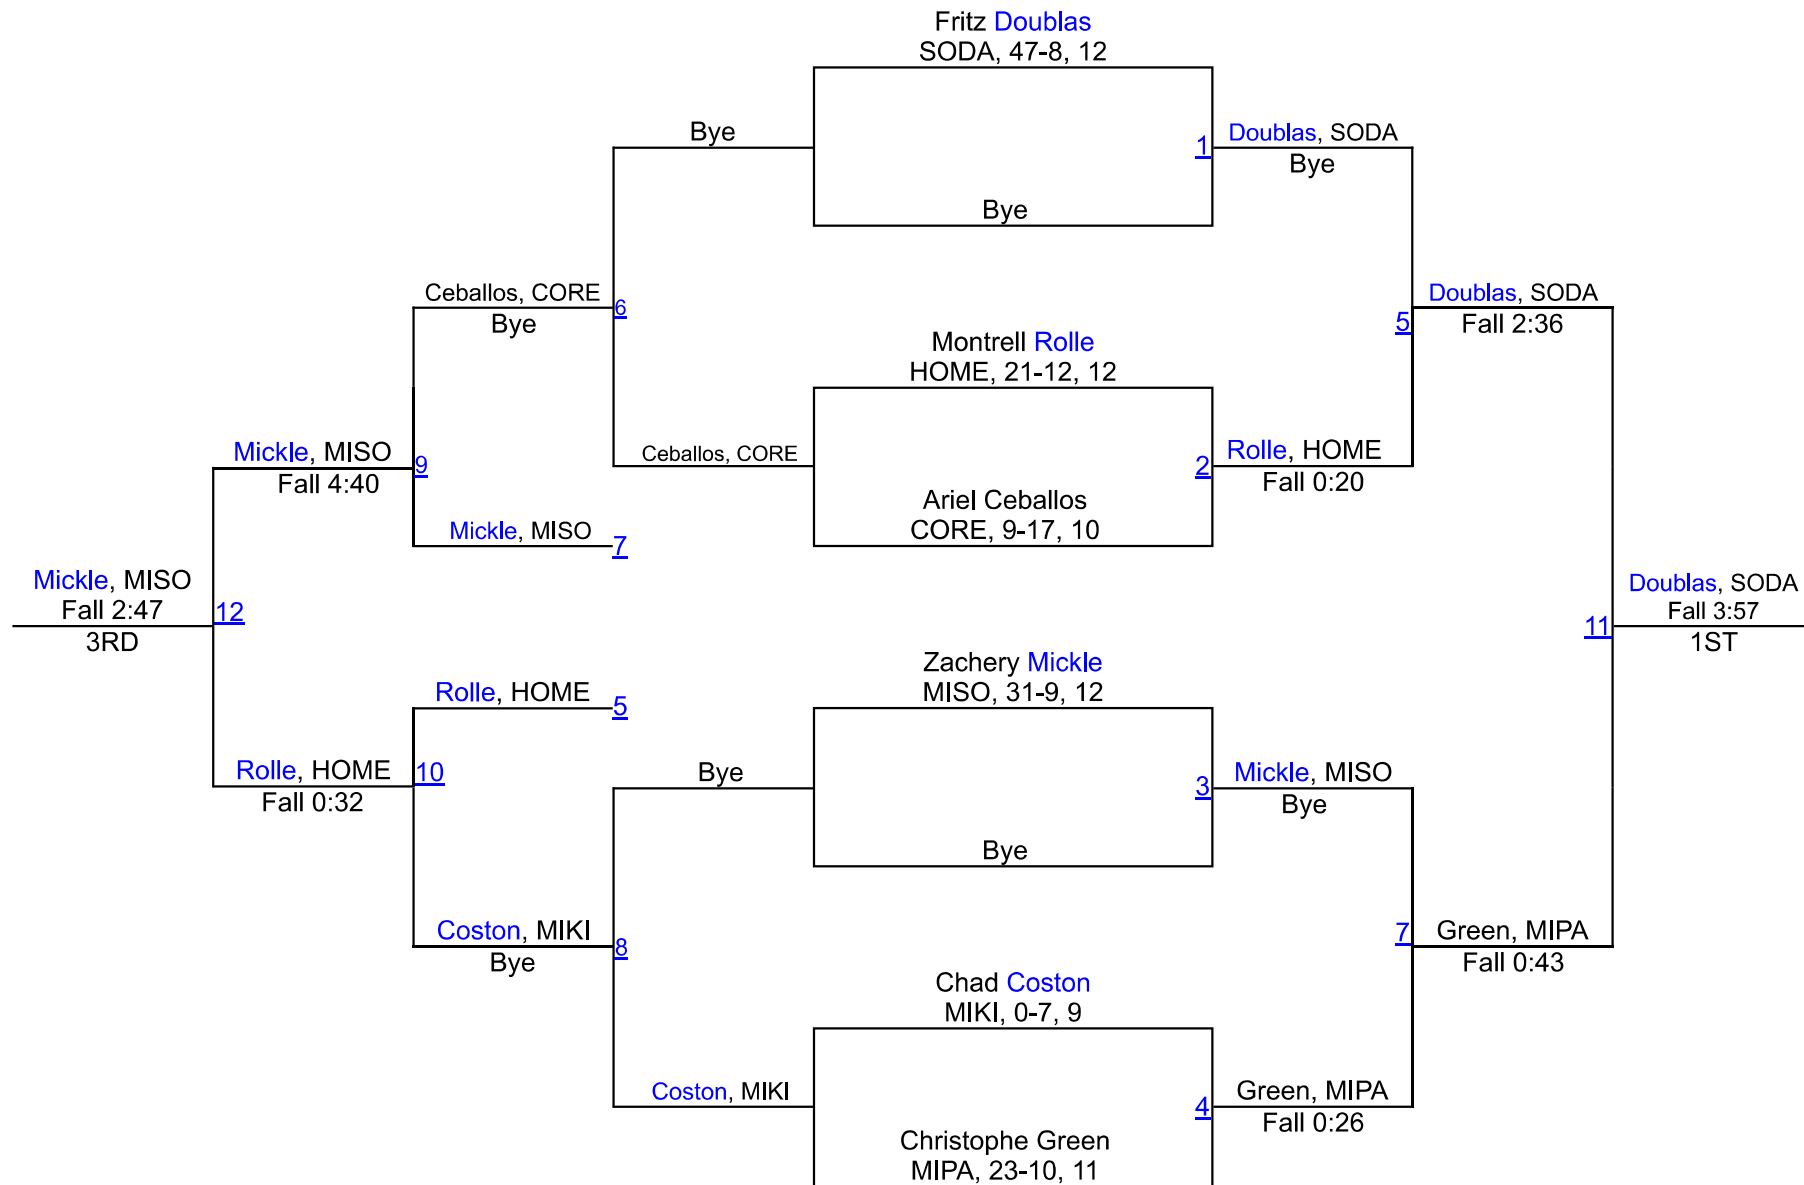 Fritz Doublas
SODA, 47-8, 12
Bye
1
Doublas, SODA
Bye
Bye
Ceballos, CORE
Bye
6
Doublas, SODA
Fall 2:36
5
Montrell Rolle
HOME, 21-12, 12
Mickle, MISO
Fall 4:40
9
Ceballos, CORE
2
Rolle, HOME
Fall 0:20
Ariel Ceballos
CORE, 9-17, 10
Mickle, MISO
7
Mickle, MISO
Fall 2:47
3RD
12
Doublas, SODA
Fall 3:57
1ST
11
Zachery Mickle
MISO, 31-9, 12
Rolle, HOME
5
Rolle, HOME
Fall 0:32
10
Bye
3
Mickle, MISO
Bye
Bye
Coston, MIKI
Bye
8
7
Green, MIPA
Fall 0:43
Chad Coston
MIKI, 0-7, 9
Coston, MIKI
4
Green, MIPA
Fall 0:26
Christophe Green
MIPA, 23-10, 11